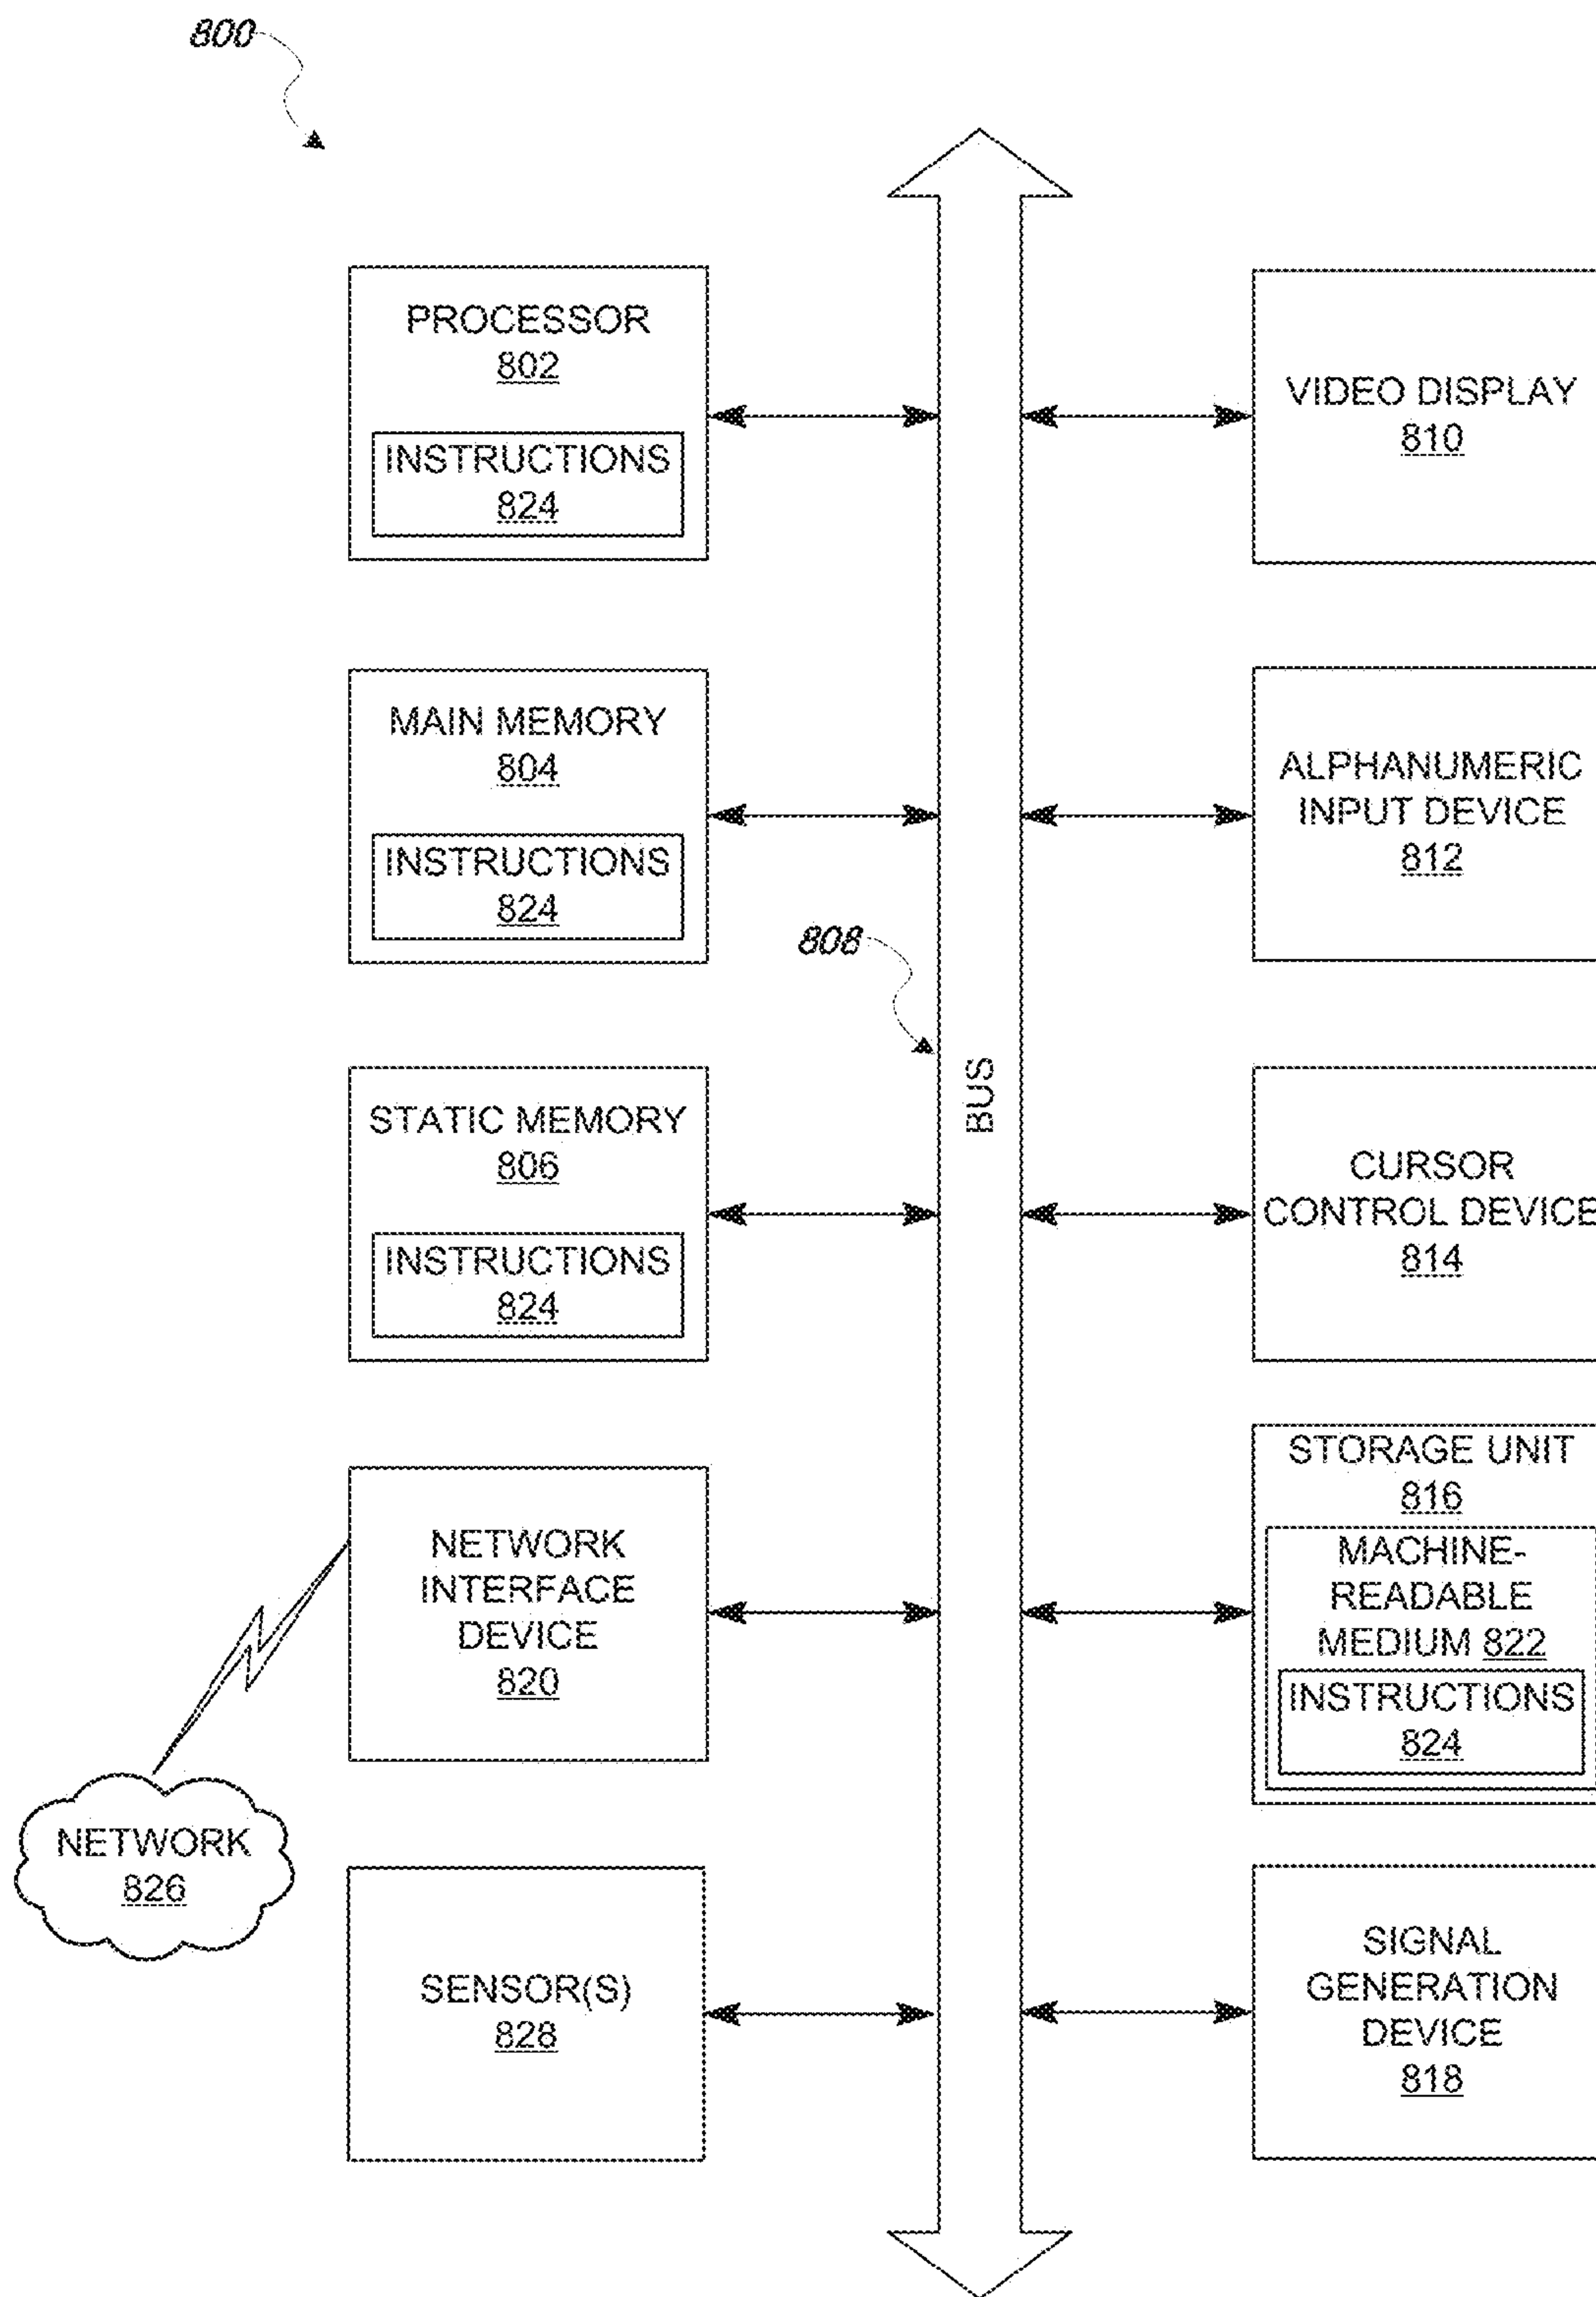 800
PROCESSOR
802
INSTRUCTIONS
824
VIDEO DISPLAY
810
MAIN MEMORY
804
INSTRUCTIONS
824
ALPHANUMERIC
INPUT DEVICE
812
808
BUS
STATIC MEMORY
806
INSTRUCTIONS
824
CURSOR
CONTROL DEVICE
814
NETWORK
INTERFACE
DEVICE
820
STORAGE UNIT
816
MACHINE-
READABLE
MEDIUM 822
INSTRUCTIONS
824
NETWORK
826
SENSOR(S)
828
SIGNAL
GENERATION
DEVICE
818